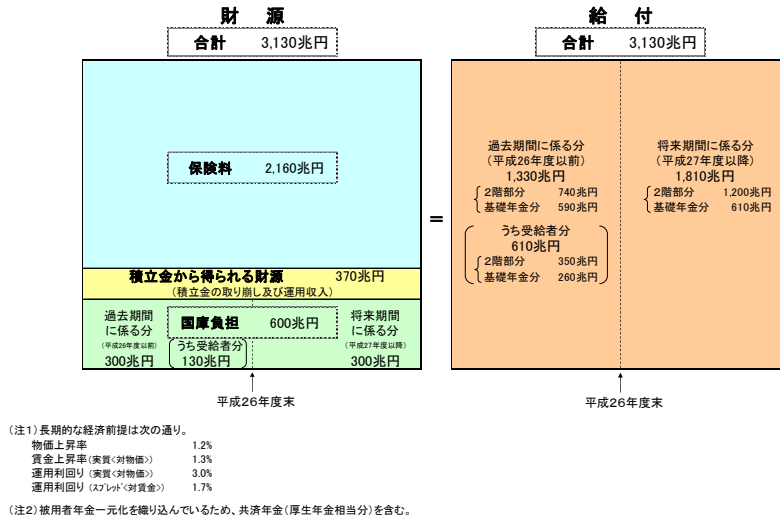 財　源
合計　3,130兆円
保険料　2,160兆円
積立金から得られる財源　370兆円
（積立金の取り崩し及び運用収入）
過去期間
に係る分
（平成26年度以前）
300兆円
国庫負担　600兆円
うち受給者分
130兆円
将来期間
に係る分
（平成27年度以降）
300兆円
平成26年度末
＝
給　付
合計　3,130兆円
過去期間に係る分
（平成26年度以前）
1,330兆円
2階部分　740兆円
基礎年金分　590兆円
うち受給者分
610兆円
2階部分　350兆円
基礎年金分　260兆円
将来期間に係る分
（平成27年度以降）
1,810兆円
2階部分　1,200兆円
基礎年金分　610兆円
平成26年度末
（注1）長期的な経済前提は次の通り。
物価上昇率　1.2%
賃金上昇率（実質<対物価>）　1.3%
運用利回り（実質<対物価>）　3.0%
運用利回り（スプレッド<対賃金>）　1.7%
（注2）被用者年金一元化を織り込んでいるため、共済年金（厚生年金相当分）を含む。